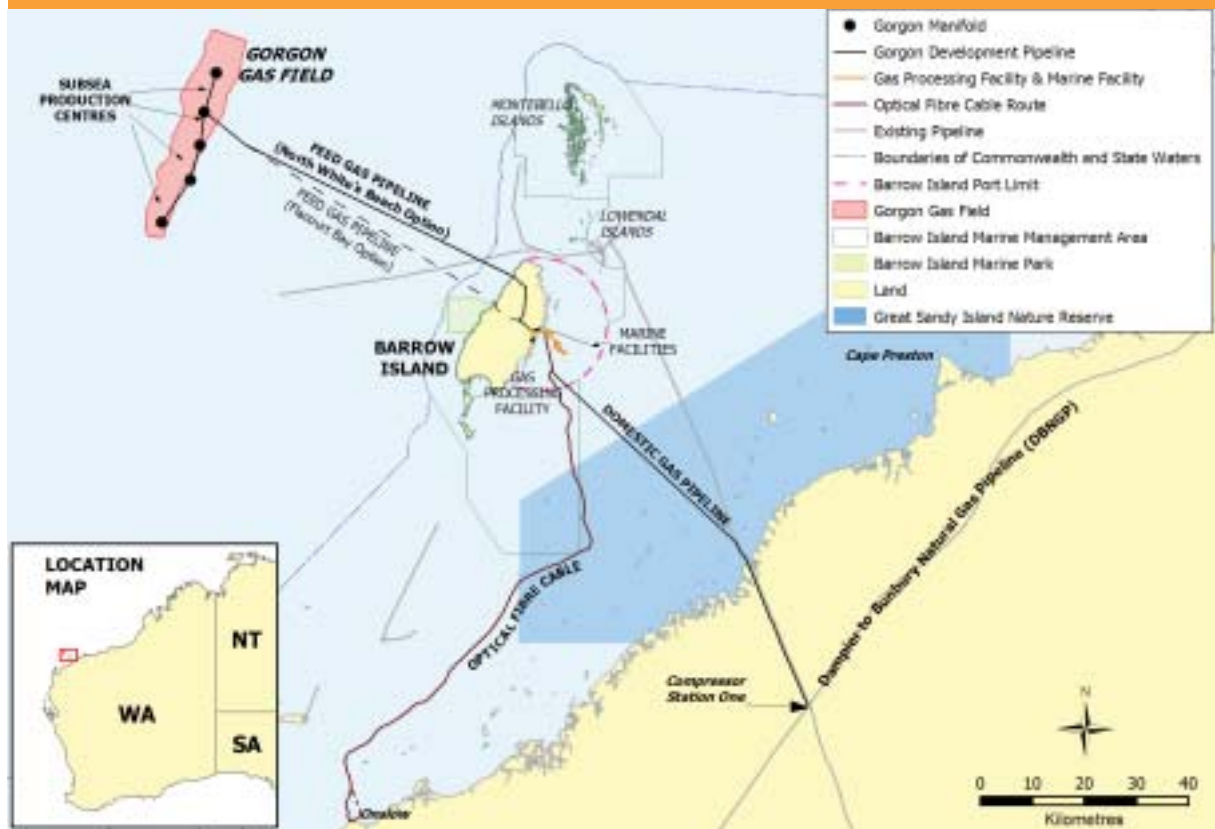 GORGON
GAS FIELD
SUBSEA
PRODUCTION
CENTRES
MONTEBELLO
ISLANDS
FEED GAS PIPELINE
(North White's Beach Option)
FEED GAS PIPELINE
(Flacourt Bay Option)
LOWENDAL
ISLANDS
BARROW
ISLAND
MARINE
FACILITIES
GAS
PROCESSING
FACILITY
DOMESTIC GAS PIPELINE
OPTICAL FIBRE CABLE
Cape Preston
Dampier to Bunbury Natural Gas Pipeline (DBNGP)
Compressor
Station One
Onslow
Gorgon Manifold
Gorgon Development Pipeline
Gas Processing Facility & Marine Facility
Optical Fibre Cable Route
Existing Pipeline
Boundaries of Commonwealth and State Waters
Barrow Island Port Limit
Gorgon Gas Field
Barrow Island Marine Management Area
Barrow Island Marine Park
Land
Great Sandy Island Nature Reserve
LOCATION
MAP
NT
WA
SA
N
0 10 20 30 40
Kilometres